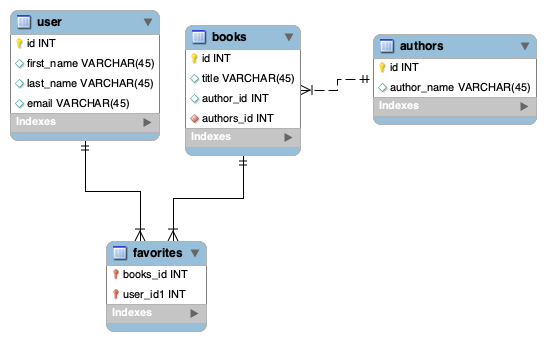 user
id INT
first_name VARCHAR(45)
last_name VARCHAR(45)
email VARCHAR(45)
Indexes
books
id INT
title VARCHAR(45)
author_id INT
authors_id INT
Indexes
authors
id INT
author_name VARCHAR(45)
Indexes
favorites
books_id INT
user_id1 INT
Indexes